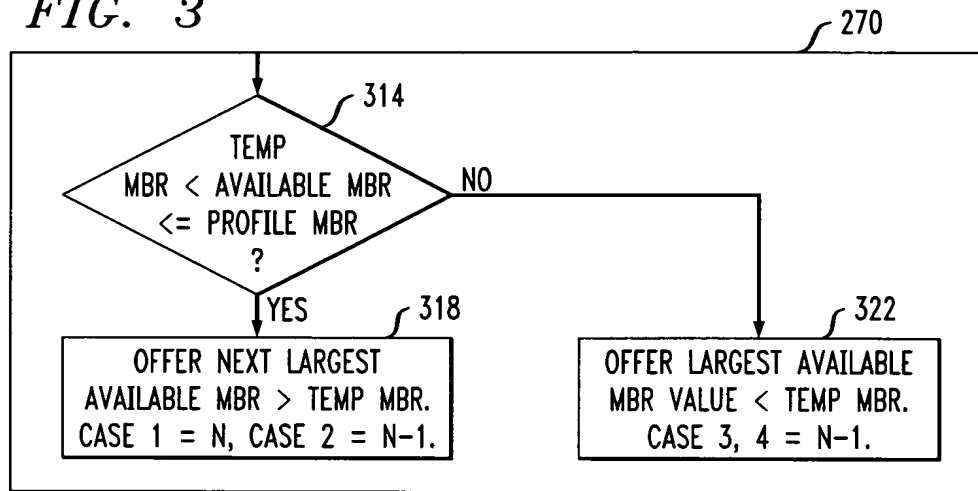 FIG. 3
270
314
TEMP
MBR < AVAILABLE MBR
<= PROFILE MBR
?
NO
YES
318
OFFER NEXT LARGEST
AVAILABLE MBR > TEMP MBR.
CASE 1 = N, CASE 2 = N-1.
322
OFFER LARGEST AVAILABLE
MBR VALUE < TEMP MBR.
CASE 3, 4 = N-1.